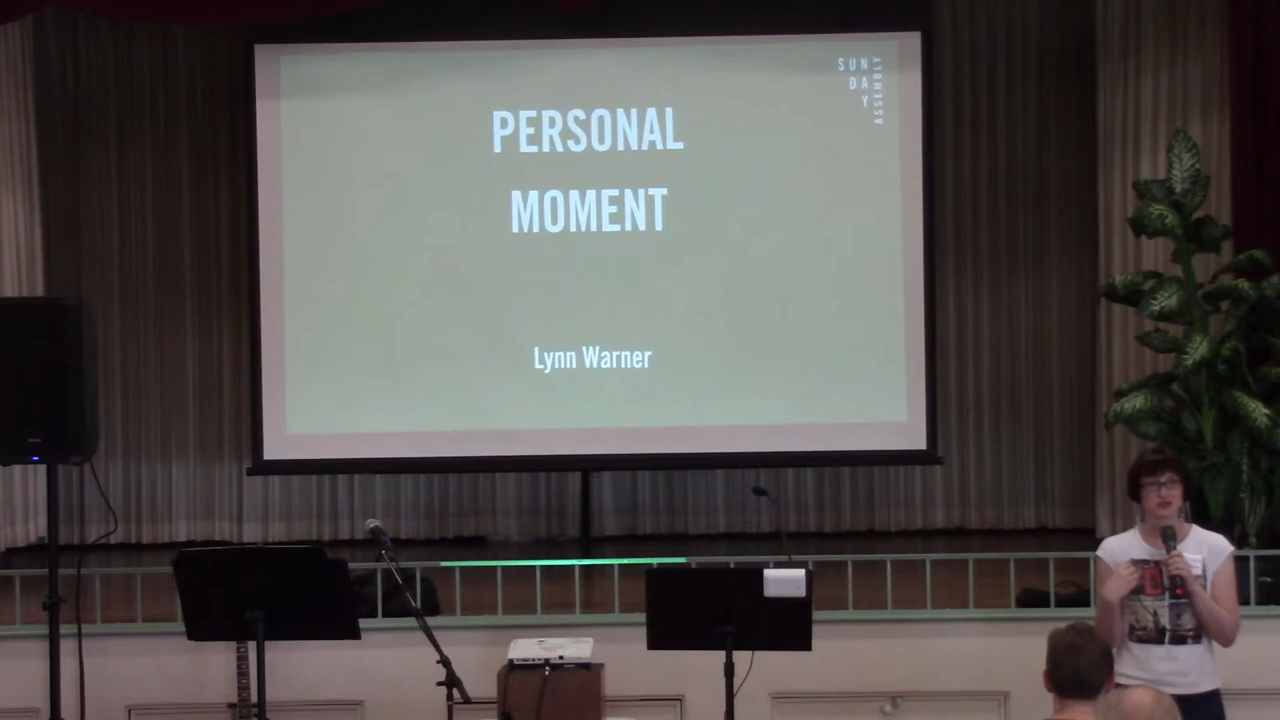 SUN
DA
Y
ASSEMBLY
PERSONAL
MOMENT
Lynn Warner